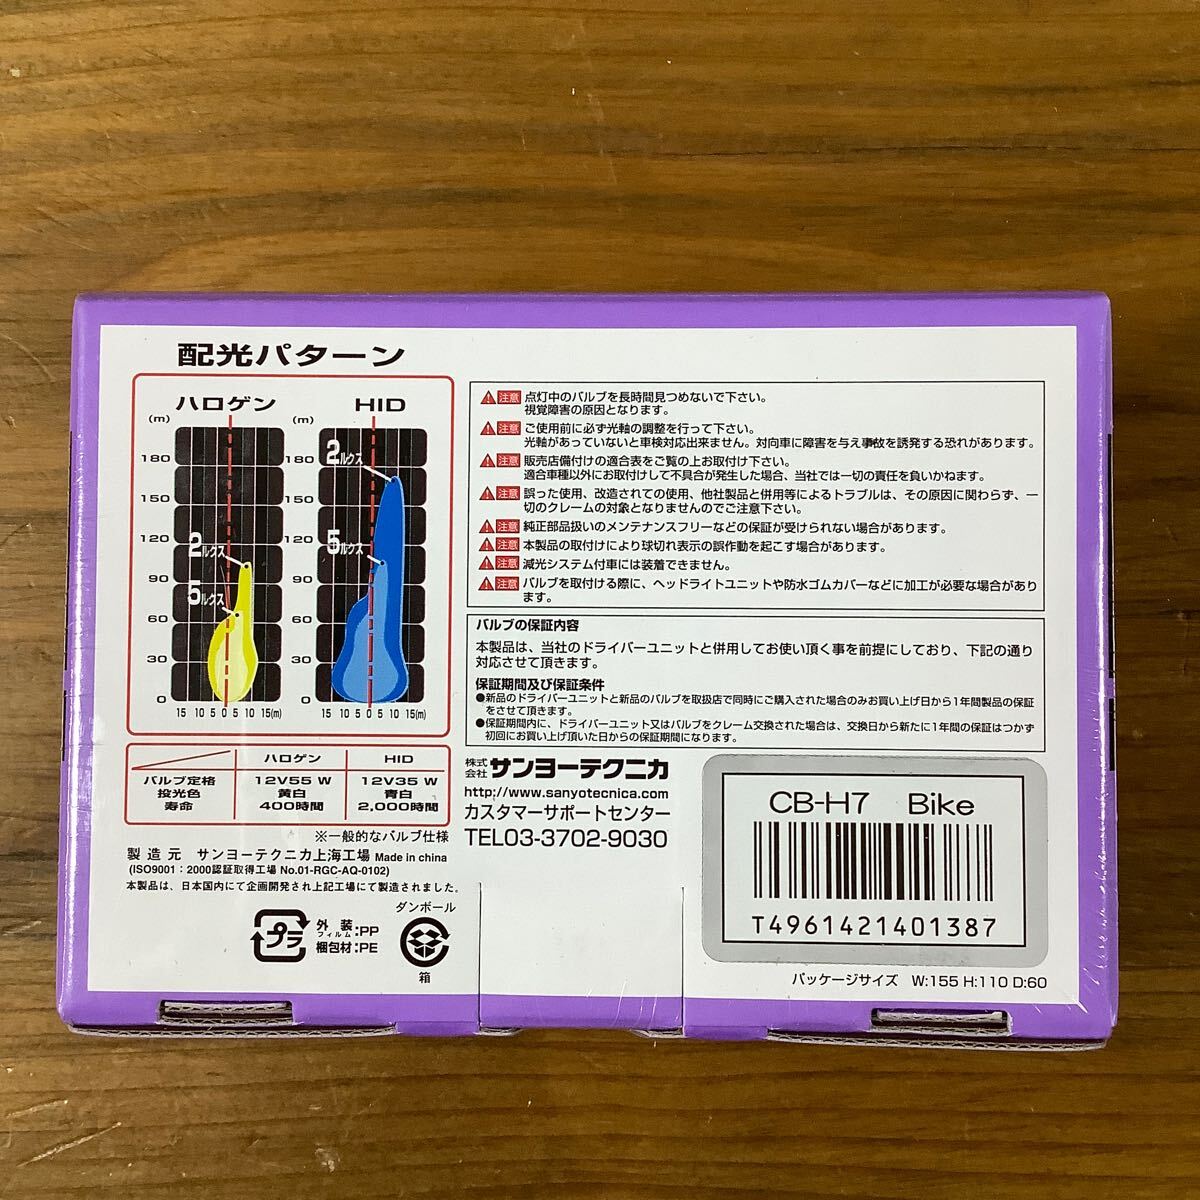 配光パターン
ハロゲン
(m)
180
150
120
90
60
30
0
2ルクス
5ルクス
15 10 5 0 5 10 15(m)
HID
(m)
180
150
120
90
60
30
0
2ルクス
5ルクス
15 10 5 0 5 10 15(m)
ハロゲン HID
バルブ定格 12V55 W 12V35 W
投光色 黄白 青白
寿命 400時間 2,000時間
※一般的なバルブ仕様
製造元 サンヨーテクニカ上海工場 Made in china
(ISO9001：2000認証取得工場 No.01-RGC-AQ-0102)
本製品は、日本国内にて企画開発され上記工場にて製造されました。
プラ
外装フィルム:PP
梱包材:PE
ダンボール
箱
注意 点灯中のバルブを長時間見つめないで下さい。
視覚障害の原因となります。
注意 ご使用前に必ず光軸の調整を行って下さい。
光軸があっていないと車検対応出来ません。対向車に障害を与え事故を誘発する恐れがあります。
注意 販売店備付けの適合表をご覧の上お取付け下さい。
適合車種以外にお取付けして不具合が発生した場合、当社では一切の責任を負いかねます。
注意 誤った使用、改造されての使用、他社製品と併用等によるトラブルは、その原因に関わらず、一
切のクレームの対象となりませんのでご注意下さい。
注意 純正部品扱いのメンテナンスフリーなどの保証が受けられない場合があります。
注意 本製品の取付けにより球切れ表示の誤作動を起こす場合があります。
注意 減光システム付車には装着できません。
注意 バルブを取付る際に、ヘッドライトユニットや防水ゴムカバーなどに加工が必要な場合があり
ます。
バルブの保証内容
本製品は、当社のドライバーユニットと併用してお使い頂く事を前提にしており、下記の通り
対応させて頂きます。
保証期間及び保証条件
●新品のドライバーユニットと新品のバルブを取扱店で同時にご購入された場合のみお買い上げ日から1年間製品の保証
をさせて頂きます。
●保証期間内に、ドライバーユニット又はバルブをクレーム交換された場合は、交換日から新たに1年間の保証はつかず
初回にお買い上げ頂いた日からの保証期間になります。
株式会社 サンヨーテクニカ
http://www.sanyotecnica.com
カスタマーサポートセンター
TEL03-3702-9030
CB-H7 Bike
T4961421401387
パッケージサイズ W:155 H:110 D:60